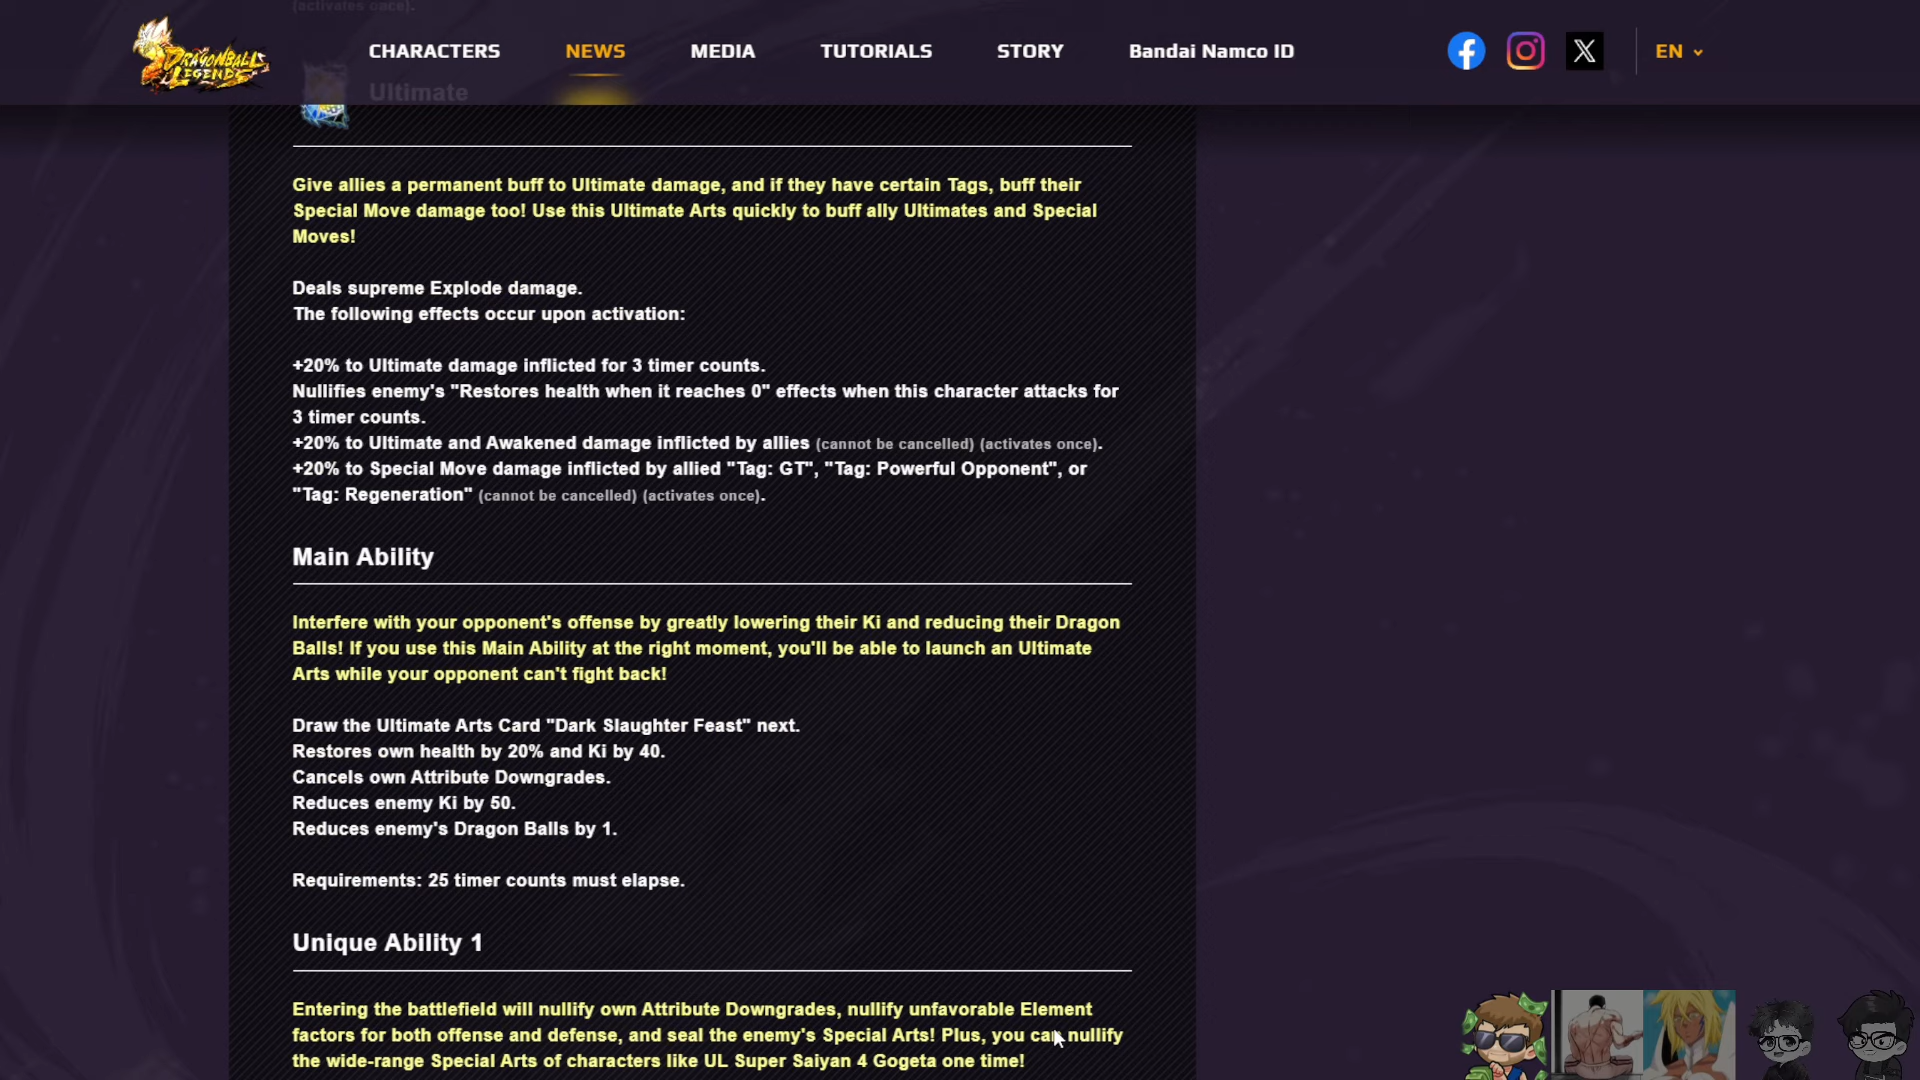 (activates once).
DRAGONBALL
LEGENDS
CHARACTERS
NEWS
MEDIA
TUTORIALS
STORY
Bandai Namco ID
EN
Ultimate
Give allies a permanent buff to Ultimate damage, and if they have certain Tags, buff their
Special Move damage too! Use this Ultimate Arts quickly to buff ally Ultimates and Special
Moves!
Deals supreme Explode damage.
The following effects occur upon activation:
+20% to Ultimate damage inflicted for 3 timer counts.
Nullifies enemy's "Restores health when it reaches 0" effects when this character attacks for
3 timer counts.
+20% to Ultimate and Awakened damage inflicted by allies (cannot be cancelled) (activates once).
+20% to Special Move damage inflicted by allied "Tag: GT", "Tag: Powerful Opponent", or
"Tag: Regeneration" (cannot be cancelled) (activates once).
Main Ability
Interfere with your opponent's offense by greatly lowering their Ki and reducing their Dragon
Balls! If you use this Main Ability at the right moment, you'll be able to launch an Ultimate
Arts while your opponent can't fight back!
Draw the Ultimate Arts Card "Dark Slaughter Feast" next.
Restores own health by 20% and Ki by 40.
Cancels own Attribute Downgrades.
Reduces enemy Ki by 50.
Reduces enemy's Dragon Balls by 1.
Requirements: 25 timer counts must elapse.
Unique Ability 1
Entering the battlefield will nullify own Attribute Downgrades, nullify unfavorable Element
factors for both offense and defense, and seal the enemy's Special Arts! Plus, you can nullify
the wide-range Special Arts of characters like UL Super Saiyan 4 Gogeta one time!